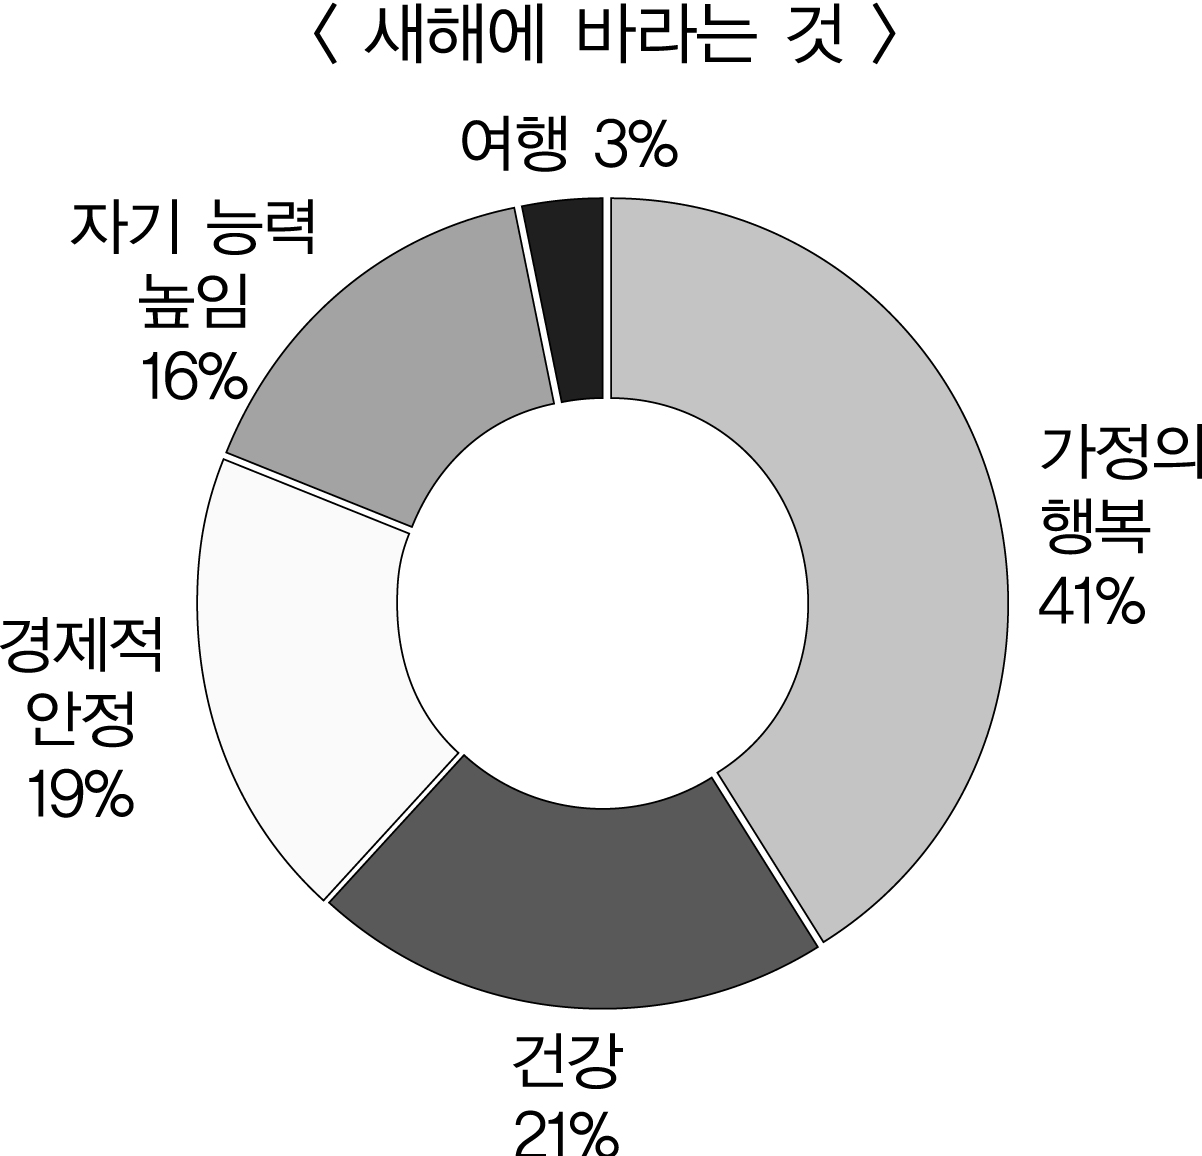 〈 새해에 바라는 것 〉
여행 3%
자기 능력
높임
16%
가정의
행복
41%
경제적
안정
19%
건강
21%